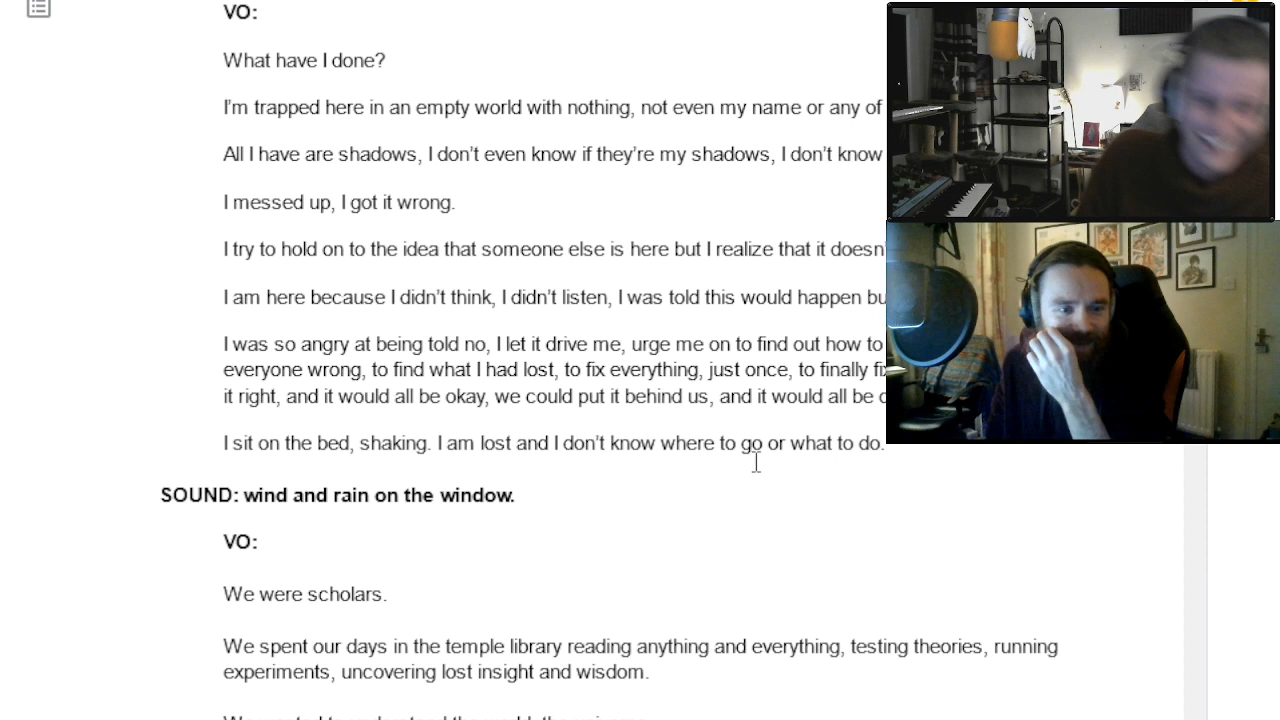 VO:
What have I done?
I'm trapped here in an empty world with nothing, not even my name or any of
All I have are shadows, I don't even know if they're my shadows, I don't know
I messed up, I got it wrong.
I try to hold on to the idea that someone else is here but I realize that it doesn'
I am here because I didn't think, I didn't listen, I was told this would happen bu
I was so angry at being told no, I let it drive me, urge me on to find out how to
everyone wrong, to find what I had lost, to fix everything, just once, to finally fi
it right, and it would all be okay, we could put it behind us, and it would all be
I sit on the bed, shaking. I am lost and I don't know where to go or what to do.
SOUND: wind and rain on the window.
VO:
We were scholars.
We spent our days in the temple library reading anything and everything, testing theories, running
experiments, uncovering lost insight and wisdom.